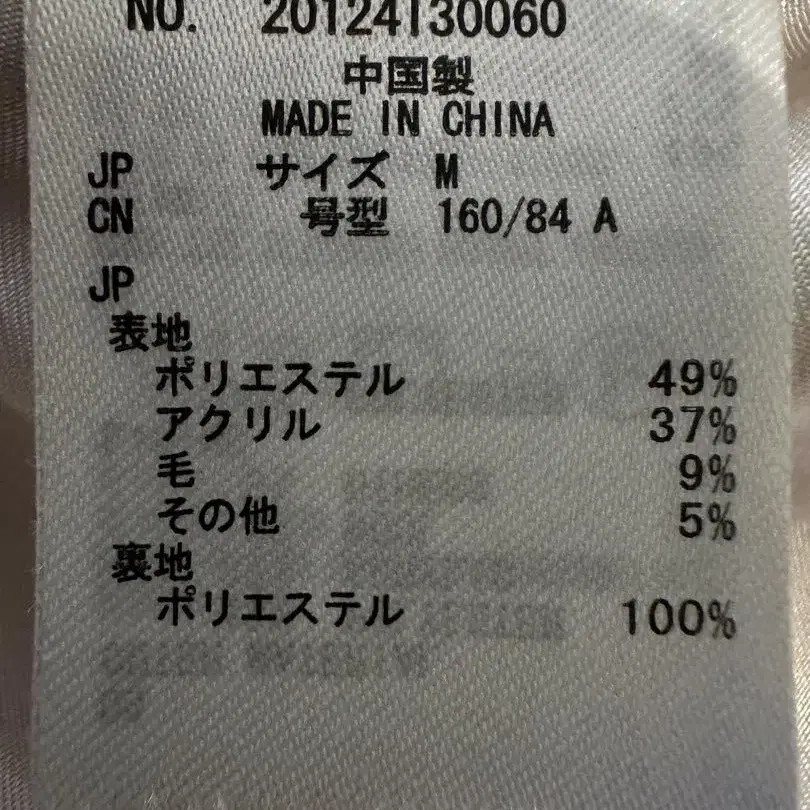 NO. 20124130060
中国製
MADE IN CHINA
JP サイズ M
CN 号型 160/84 A
JP
表地
ポリエステル 49%
アクリル 37%
毛 9%
その他 5%
裏地
ポリエステル 100%